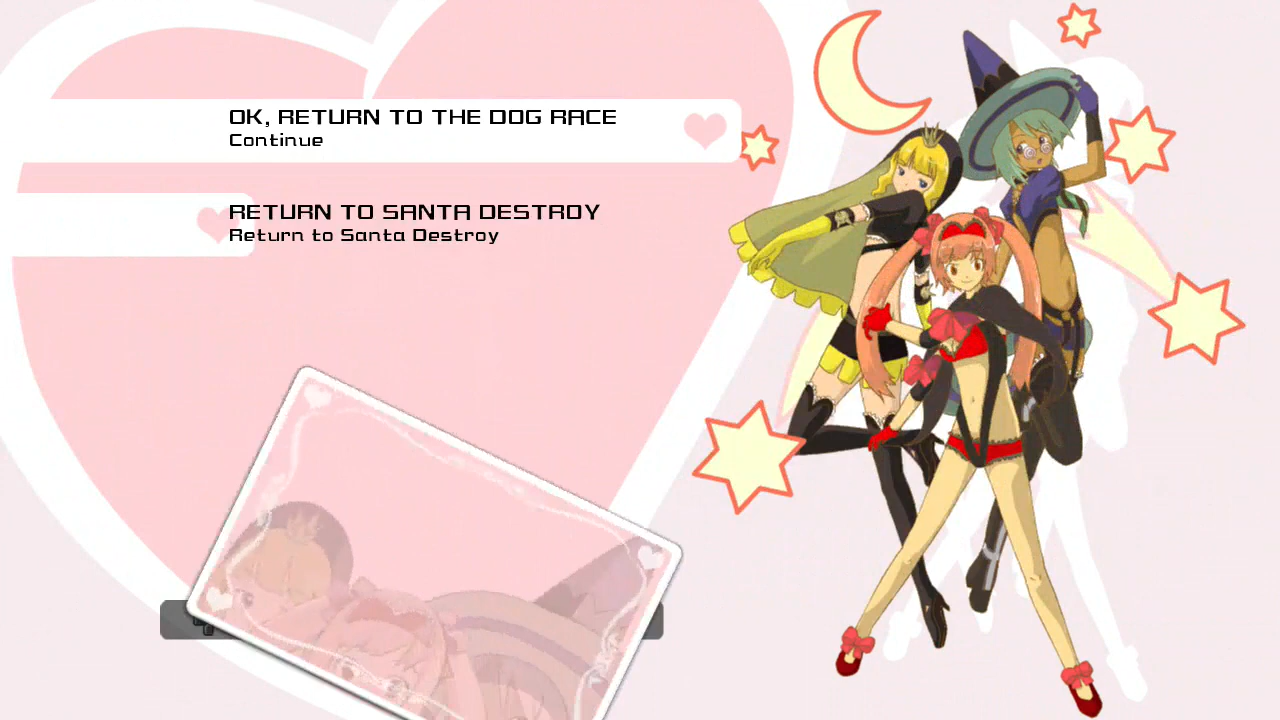 OK, RETURN TO THE DOG RACE
Continue
RETURN TO SANTA DESTROY
Return to Santa Destroy